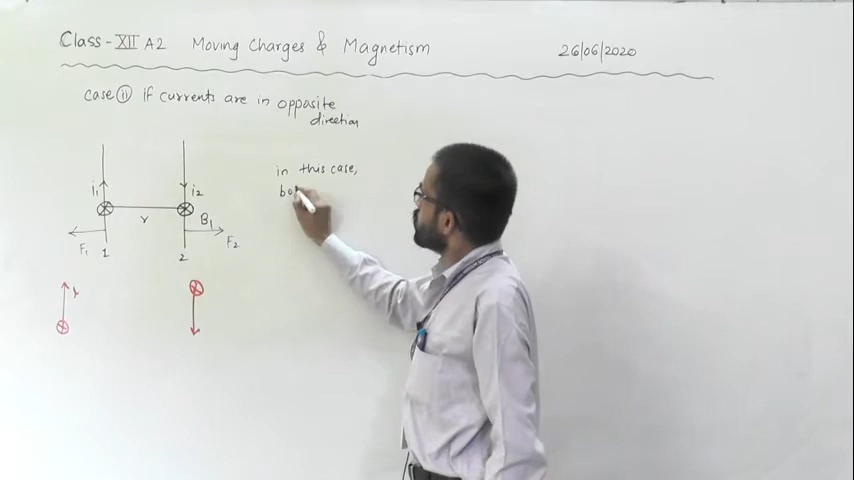 Class-XII A2 Moving Charges & Magnetism 26/06/2020
case (ii) if currents are in opposite
direction
in this case,
bo
i1 i2
r B1
F1 1 2 F2